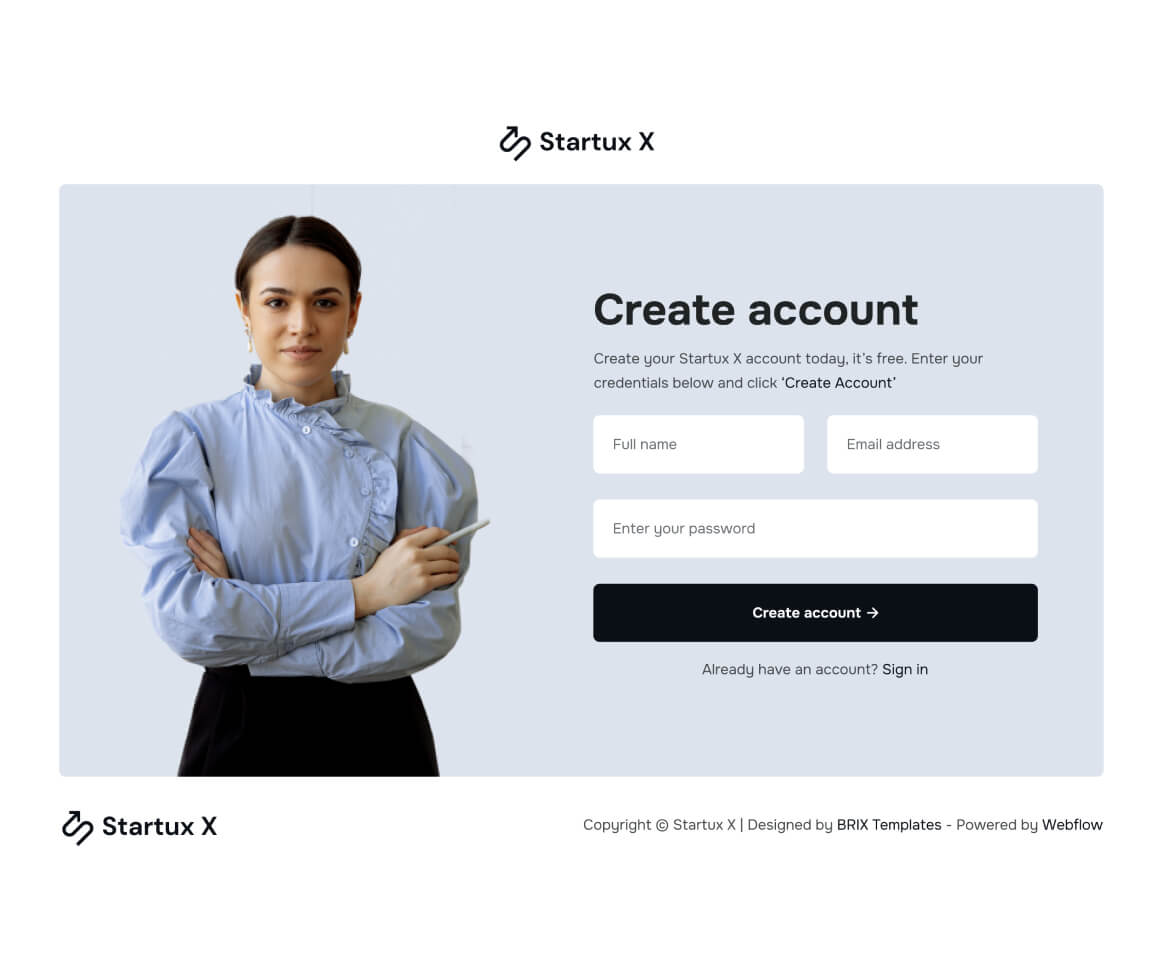 Startux X
Create account
Create your Startux X account today, it’s free. Enter your
credentials below and click ‘Create Account’
Full name
Email address
Enter your password
Create account →
Already have an account? Sign in
Startux X
Copyright © Startux X | Designed by BRIX Templates - Powered by Webflow